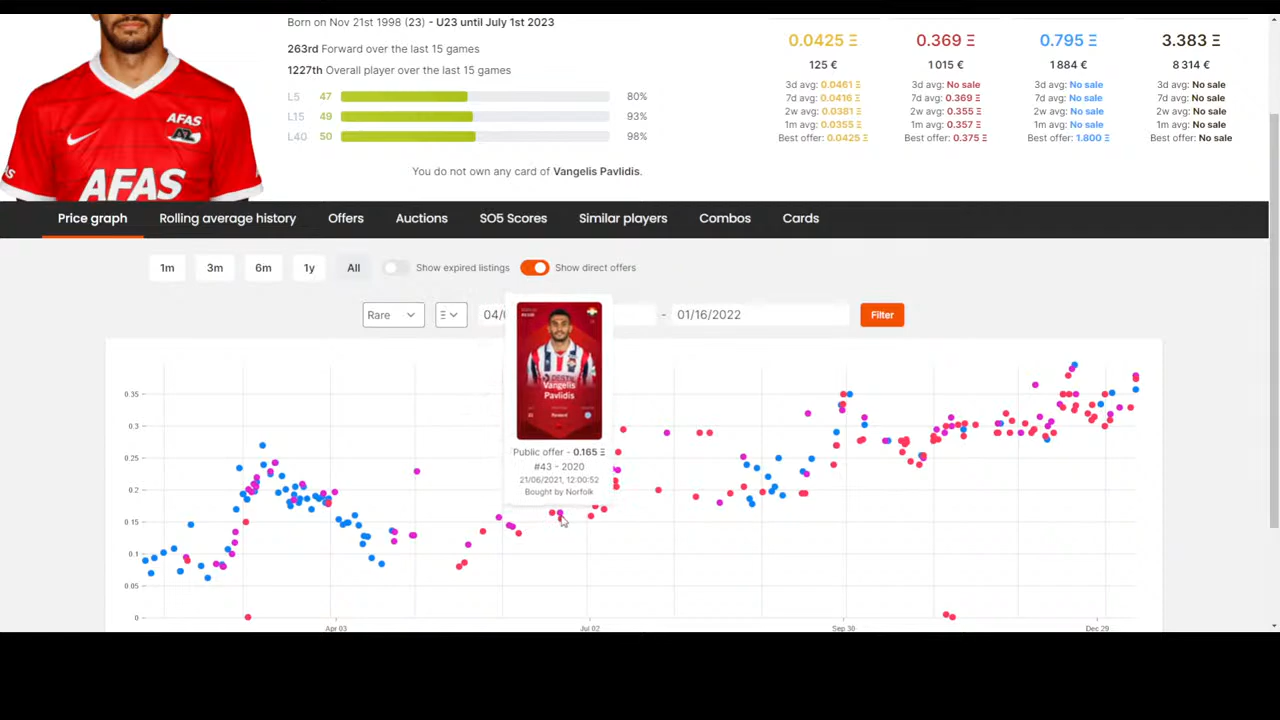 Born on Nov 21st 1998 (23) - U23 until July 1st 2023
263rd Forward over the last 15 games
1227th Overall player over the last 15 games
L5 47 80%
L15 49 93%
L40 50 98%
You do not own any card of Vangelis Pavlidis.
0.0425 Ξ 0.369 Ξ 0.795 Ξ 3.383 Ξ
125 € 1 015 € 1 884 € 8 314 €
3d avg: 0.0461 Ξ 3d avg: No sale 3d avg: No sale 3d avg: No sale
7d avg: 0.0416 Ξ 7d avg: 0.369 Ξ 7d avg: No sale 7d avg: No sale
2w avg: 0.0381 Ξ 2w avg: 0.355 Ξ 2w avg: No sale 2w avg: No sale
1m avg: 0.0355 Ξ 1m avg: 0.357 Ξ 1m avg: No sale 1m avg: No sale
Best offer: 0.0425 Ξ Best offer: 0.375 Ξ Best offer: 1.800 Ξ Best offer: No sale
AFAS
AZ
AFAS
Price graph Rolling average history Offers Auctions SO5 Scores Similar players Combos Cards
1m 3m 6m 1y All Show expired listings Show direct offers
Rare Ξ 04/0 - 01/16/2022 Filter
Vangelis
Pavlidis
Public offer - 0.165 Ξ
#43 - 2020
21/06/2021, 12:00:52
Bought by Norfolk
0.35
0.3
0.25
0.2
0.15
0.1
0.05
0
Apr 03 Jul 02 Sep 30 Dec 29